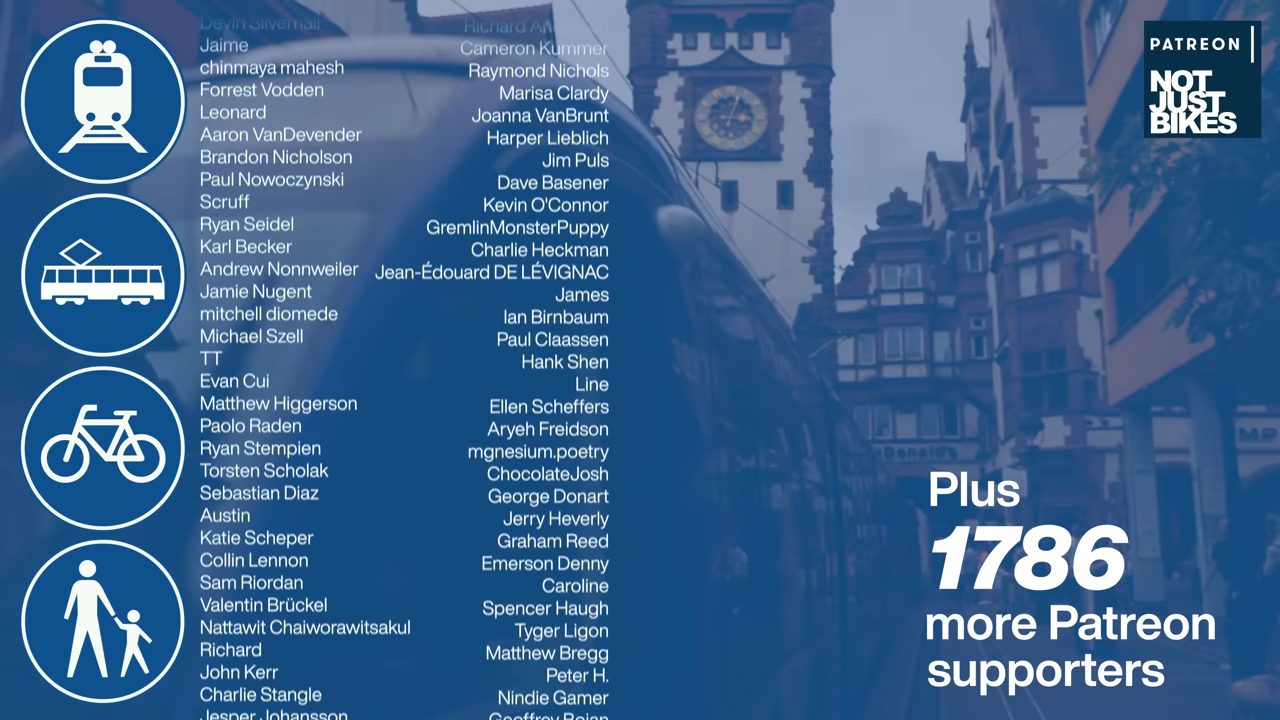 Devin Silvernail
Jaime
chinmaya mahesh
Forrest Vodden
Leonard
Aaron VanDevender
Brandon Nicholson
Paul Nowoczynski
Scruff
Ryan Seidel
Karl Becker
Andrew Nonnweiler
Jamie Nugent
mitchell diomede
Michael Szell
TT
Evan Cui
Matthew Higgerson
Paolo Raden
Ryan Stempien
Torsten Scholak
Sebastian Diaz
Austin
Katie Scheper
Collin Lennon
Sam Riordan
Valentin Brückel
Nattawit Chaiworawitsakul
Richard
John Kerr
Charlie Stangle
Jesper Johansson
Richard
Cameron Kummer
Raymond Nichols
Marisa Clardy
Joanna VanBrunt
Harper Lieblich
Jim Puls
Dave Basener
Kevin O'Connor
GremlinMonsterPuppy
Charlie Heckman
Jean-Édouard DE LÉVIGNAC
James
Ian Birnbaum
Paul Claassen
Hank Shen
Line
Ellen Scheffers
Aryeh Freidson
mgnesium.poetry
ChocolateJosh
George Donart
Jerry Heverly
Graham Reed
Emerson Denny
Caroline
Spencer Haugh
Tyger Ligon
Matthew Bregg
Peter H.
Nindie Gamer
Geoffrey
PATREON
NOT
JUST
BIKES
Plus
1786
more Patreon
supporters